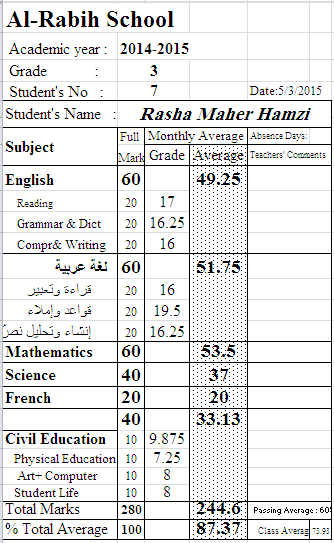 Al-Rabih School
Academic year : 2014-2015
Grade : 3
Student's No : 7 Date:5/3/2015
Student's Name : Rasha Maher Hamzi
Subject Full Mark Monthly Average Absence Days:
Grade Average Teachers' Comments
English 60 49.25
Reading 20 17
Grammar & Dict 20 16.25
Compr& Writing 20 16
لغة عربية 60 51.75
قراءة وتعبير 20 16
قواعد وإملاء 20 19.5
إنشاء وتحليل نصّ 20 16.25
Mathematics 60 53.5
Science 40 37
French 20 20
40 33.13
Civil Education 10 9.875
Physical Education 10 7.25
Art+ Computer 10 8
Student Life 10 8
Total Marks 280 244.6 Passing Average : 60
% Total Average 100 87.37 Class Averag 73.93